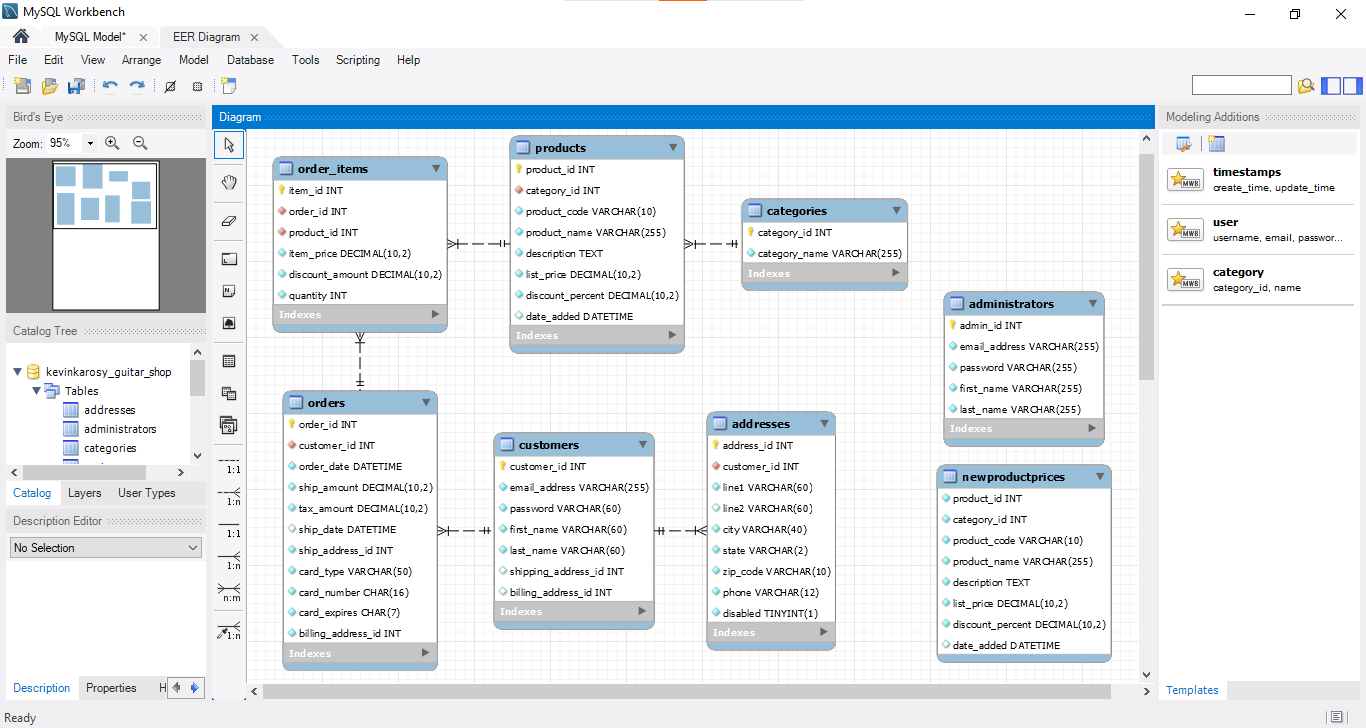 MySQL Workbench
MySQL Model*
EER Diagram
File Edit View Arrange Model Database Tools Scripting Help
Bird's Eye
Zoom: 95%
Catalog Tree
kevinkarosy_guitar_shop
Tables
addresses
administrators
categories
Catalog Layers User Types
Description Editor
No Selection
Description Properties H
Ready
Diagram
1:1
1:n
1:1
1:n
n:m
1:n
order_items
item_id INT
order_id INT
product_id INT
item_price DECIMAL(10,2)
discount_amount DECIMAL(10,2)
quantity INT
Indexes
products
product_id INT
category_id INT
product_code VARCHAR(10)
product_name VARCHAR(255)
description TEXT
list_price DECIMAL(10,2)
discount_percent DECIMAL(10,2)
date_added DATETIME
Indexes
categories
category_id INT
category_name VARCHAR(255)
Indexes
administrators
admin_id INT
email_address VARCHAR(255)
password VARCHAR(255)
first_name VARCHAR(255)
last_name VARCHAR(255)
Indexes
orders
order_id INT
customer_id INT
order_date DATETIME
ship_amount DECIMAL(10,2)
tax_amount DECIMAL(10,2)
ship_date DATETIME
ship_address_id INT
card_type VARCHAR(50)
card_number CHAR(16)
card_expires CHAR(7)
billing_address_id INT
Indexes
customers
customer_id INT
email_address VARCHAR(255)
password VARCHAR(60)
first_name VARCHAR(60)
last_name VARCHAR(60)
shipping_address_id INT
billing_address_id INT
Indexes
addresses
address_id INT
customer_id INT
line1 VARCHAR(60)
line2 VARCHAR(60)
city VARCHAR(40)
state VARCHAR(2)
zip_code VARCHAR(10)
phone VARCHAR(12)
disabled TINYINT(1)
Indexes
newproductprices
product_id INT
category_id INT
product_code VARCHAR(10)
product_name VARCHAR(255)
description TEXT
list_price DECIMAL(10,2)
discount_percent DECIMAL(10,2)
date_added DATETIME
Modeling Additions
MWB
timestamps
create_time, update_time
MWB
user
username, email, passwor...
MWB
category
category_id, name
Templates